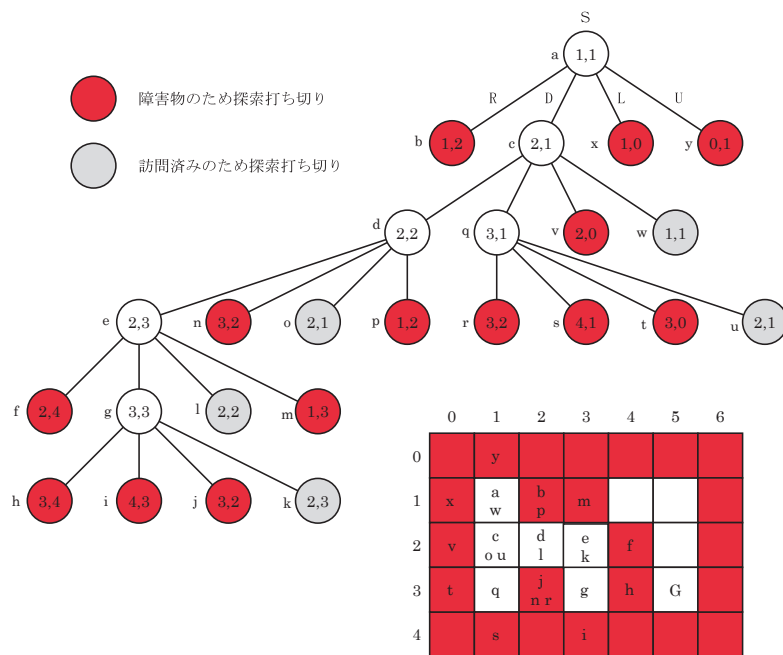 S
a 1,1
障害物のため探索打ち切り
R D L U
b 1,2 c 2,1 x 1,0 y 0,1
訪問済みのため探索打ち切り
d 2,2 q 3,1 v 2,0 w 1,1
e 2,3 n 3,2 o 2,1 p 1,2 r 3,2 s 4,1 t 3,0 u 2,1
f 2,4 g 3,3 l 2,2 m 1,3
h 3,4 i 4,3 j 3,2 k 2,3
0 1 2 3 4 5 6
0 y
1 x a w b p m
2 v c o u d l e k f
3 t q j n r g h G
4 s i